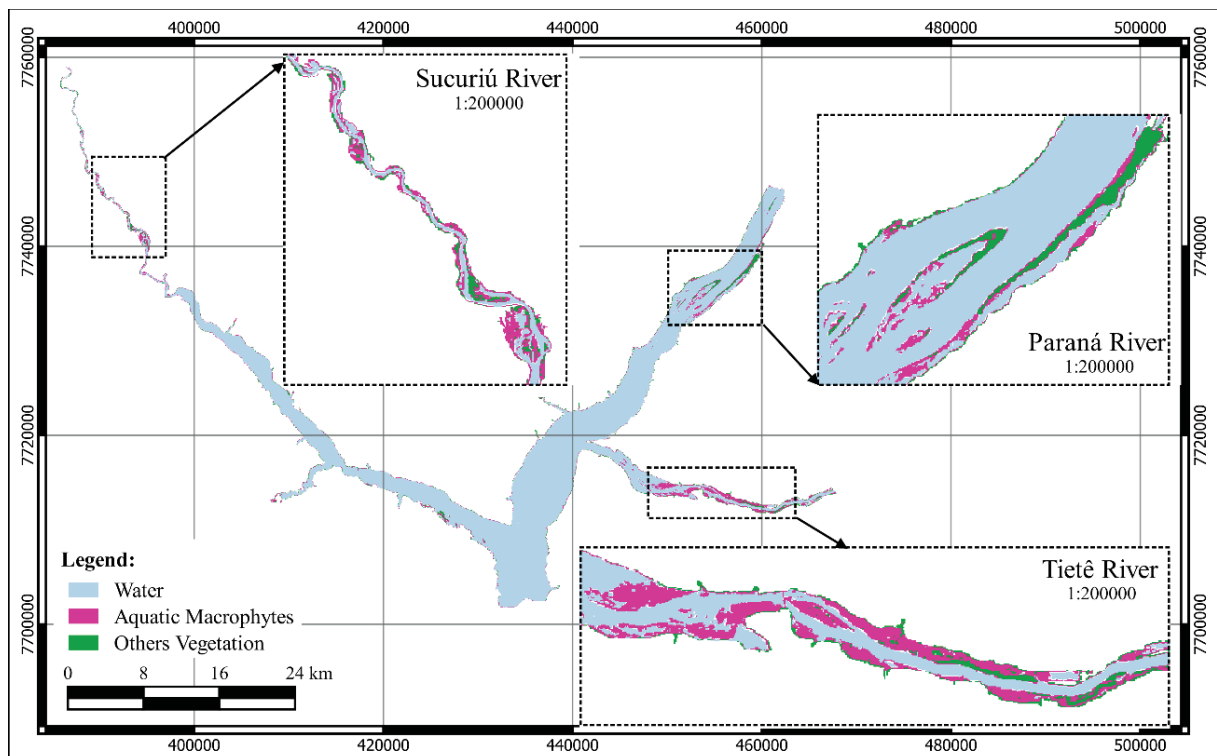 400000 420000 440000 460000 480000 500000
7760000
7760000
Sucuriú River
1:200000
7740000
7740000
Paraná River
1:200000
7720000
7720000
Legend:
Water
Aquatic Macrophytes
Others Vegetation
Tietê River
1:200000
7700000
7700000
0 8 16 24 km
400000 420000 440000 460000 480000 500000